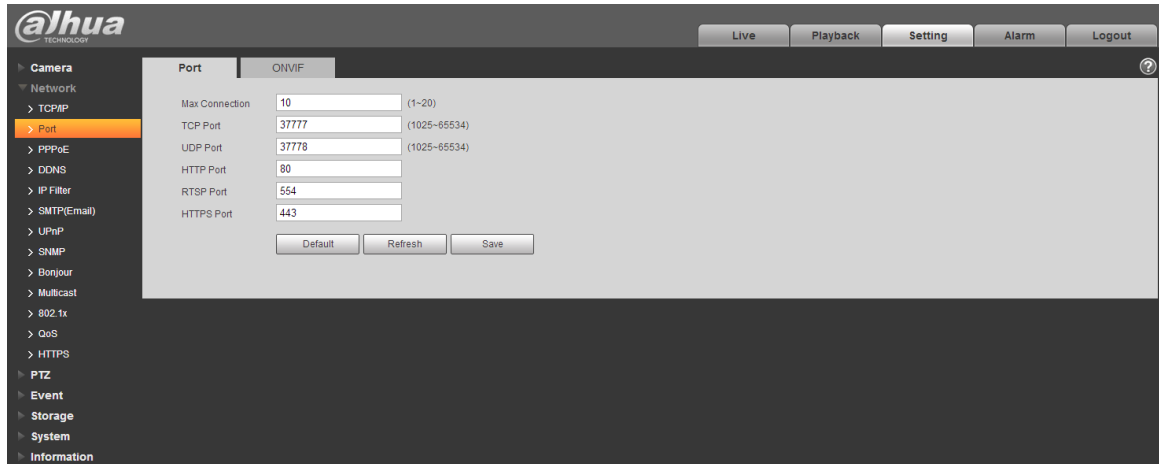 alhua
TECHNOLOGY
Live Playback Setting Alarm Logout
Camera
Network
TCP/IP
Port
PPPoE
DDNS
IP Filter
SMTP(Email)
UPnP
SNMP
Bonjour
Multicast
802.1x
QoS
HTTPS
PTZ
Event
Storage
System
Information
Port ONVIF
?
Max Connection 10 (1~20)
TCP Port 37777 (1025~65534)
UDP Port 37778 (1025~65534)
HTTP Port 80
RTSP Port 554
HTTPS Port 443
Default Refresh Save